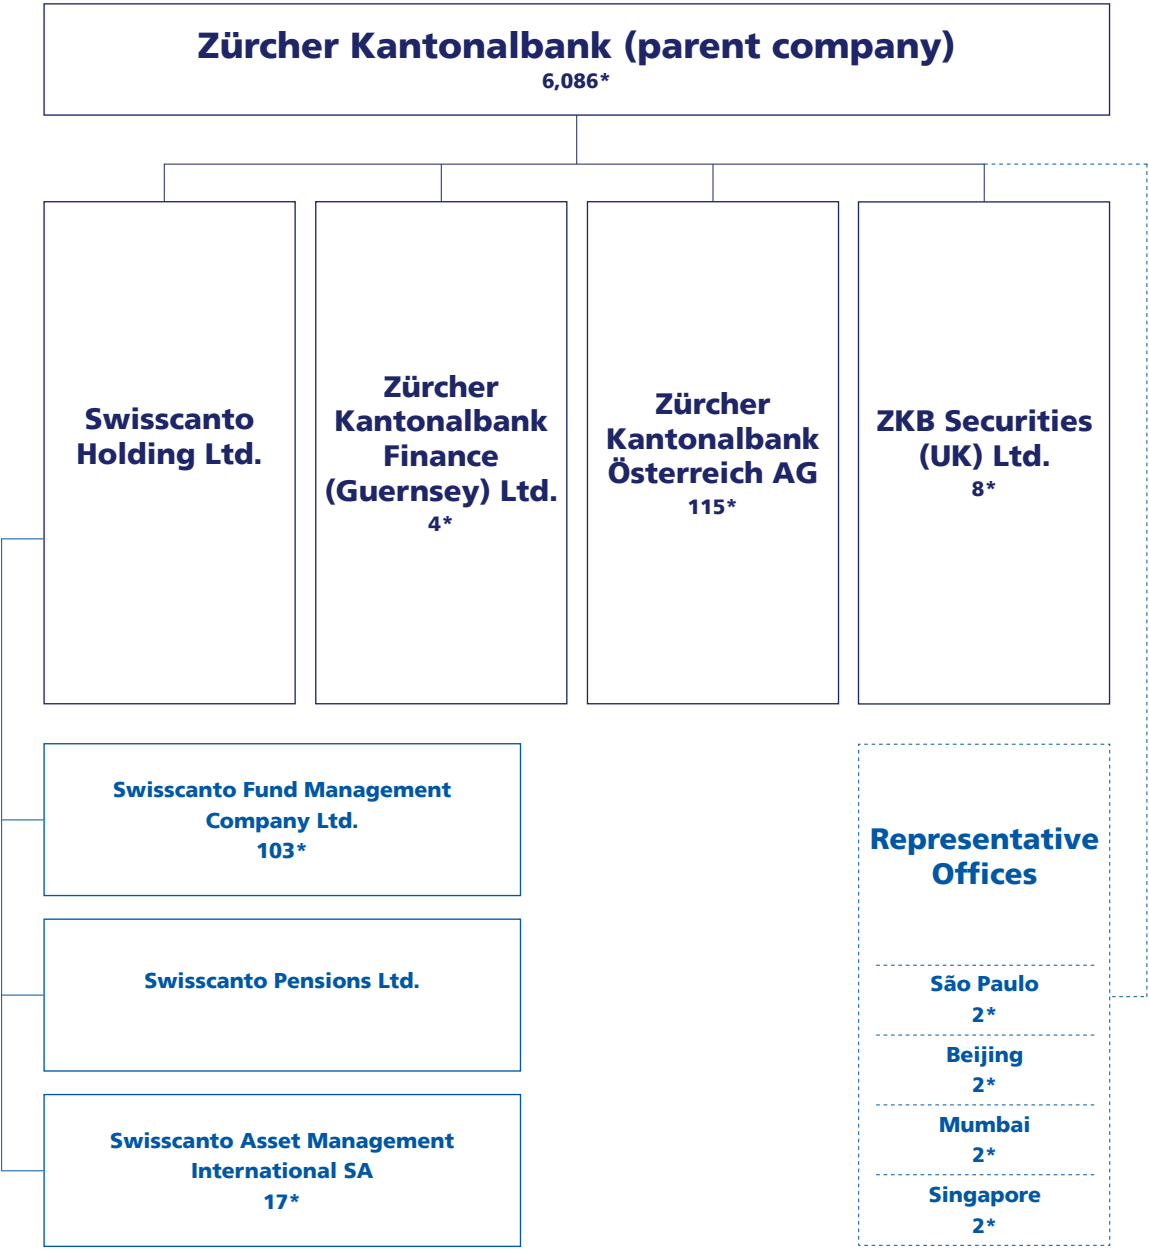 Zürcher Kantonalbank (parent company)
6,086*
Swisscanto
Holding Ltd.
Zürcher
Kantonalbank
Finance
(Guernsey) Ltd.
4*
Zürcher
Kantonalbank
Österreich AG
115*
ZKB Securities
(UK) Ltd.
8*
Swisscanto Fund Management
Company Ltd.
103*
Swisscanto Pensions Ltd.
Swisscanto Asset Management
International SA
17*
Representative
Offices
São Paulo
2*
Beijing
2*
Mumbai
2*
Singapore
2*